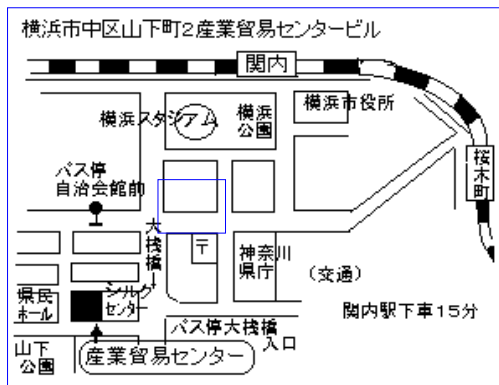 横浜市中区山下町2産業貿易センタービル
関内
横浜スタジアム
横浜
公園
横浜市役所
桜木町
バス停
自治会館前
大桟橋
〒
神奈川
県庁
(交通)
県民
ホール
シルク
センター
関内駅下車15分
バス停大桟橋
入口
山下
公園
産業貿易センター